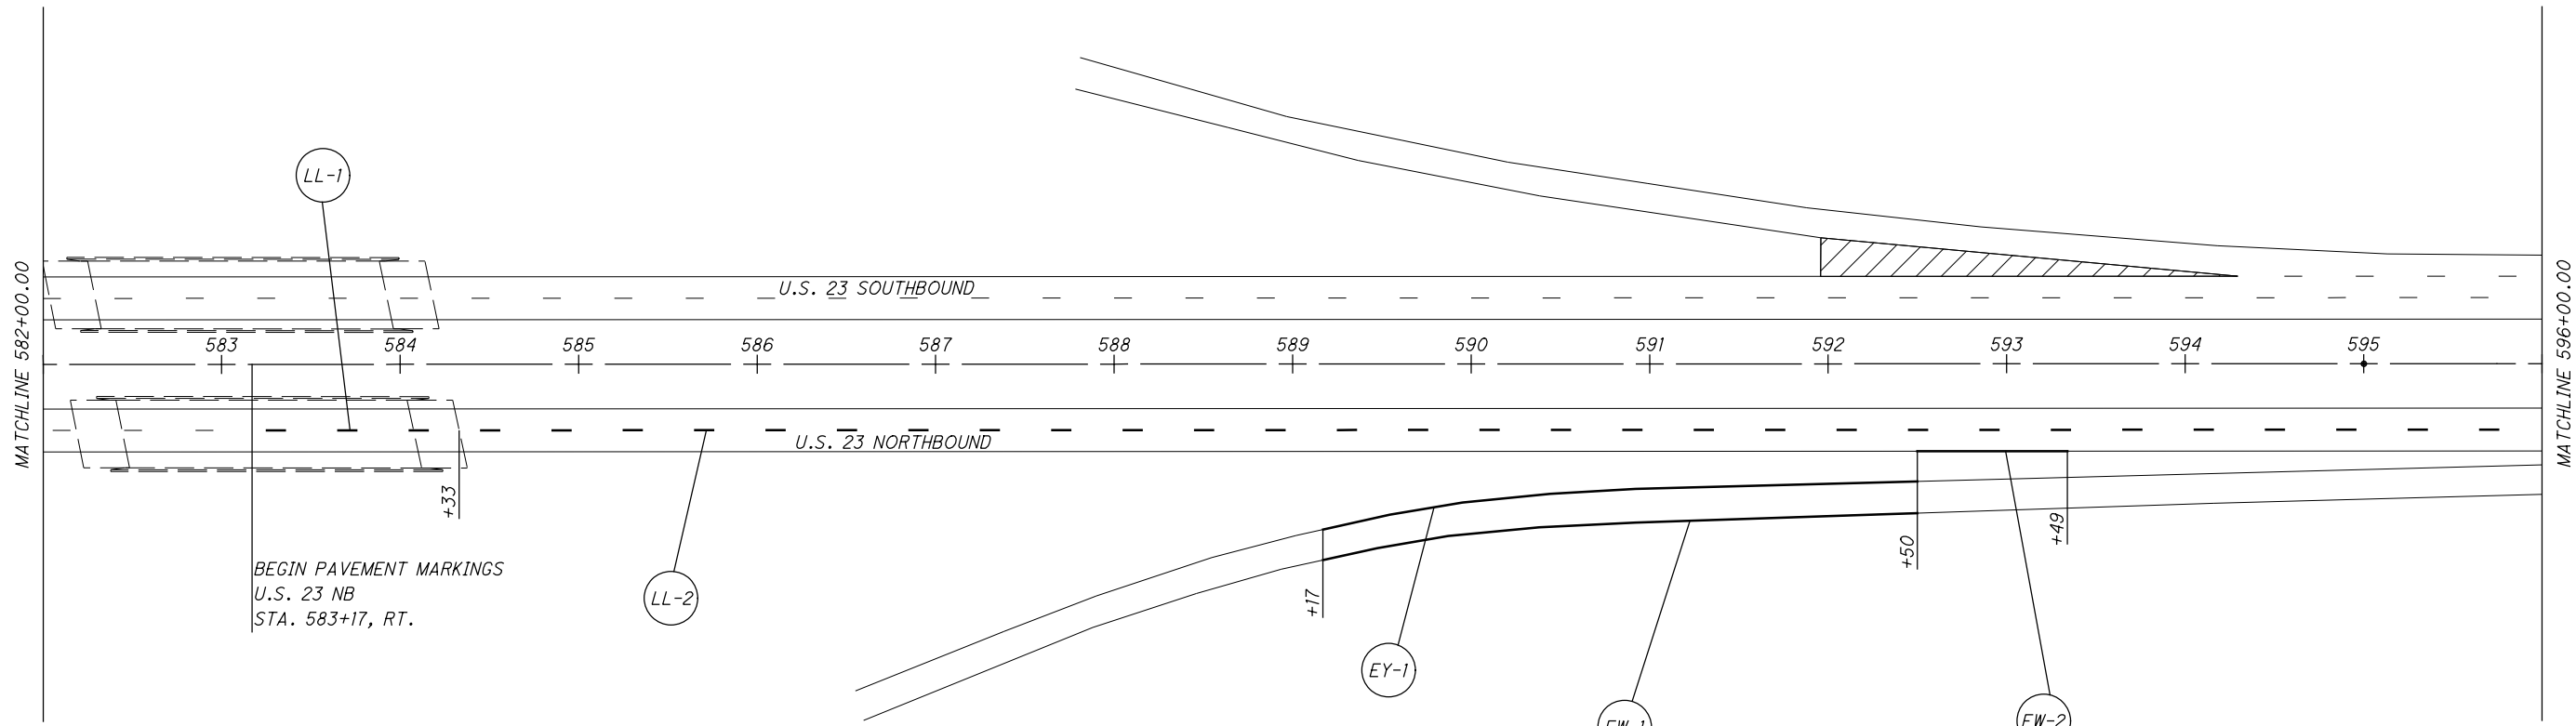 LL-1
U.S. 23 SOUTHBOUND
MATCHLINE 582+00.00
583
584
585
586
587
588
589
590
591
592
593
594
595
MATCHLINE 596+00.00
U.S. 23 NORTHBOUND
+33
+50
+49
BEGIN PAVEMENT MARKINGS
U.S. 23 NB
STA. 583+17, RT.
LL-2
+17
EY-1
EW-1
EW-2